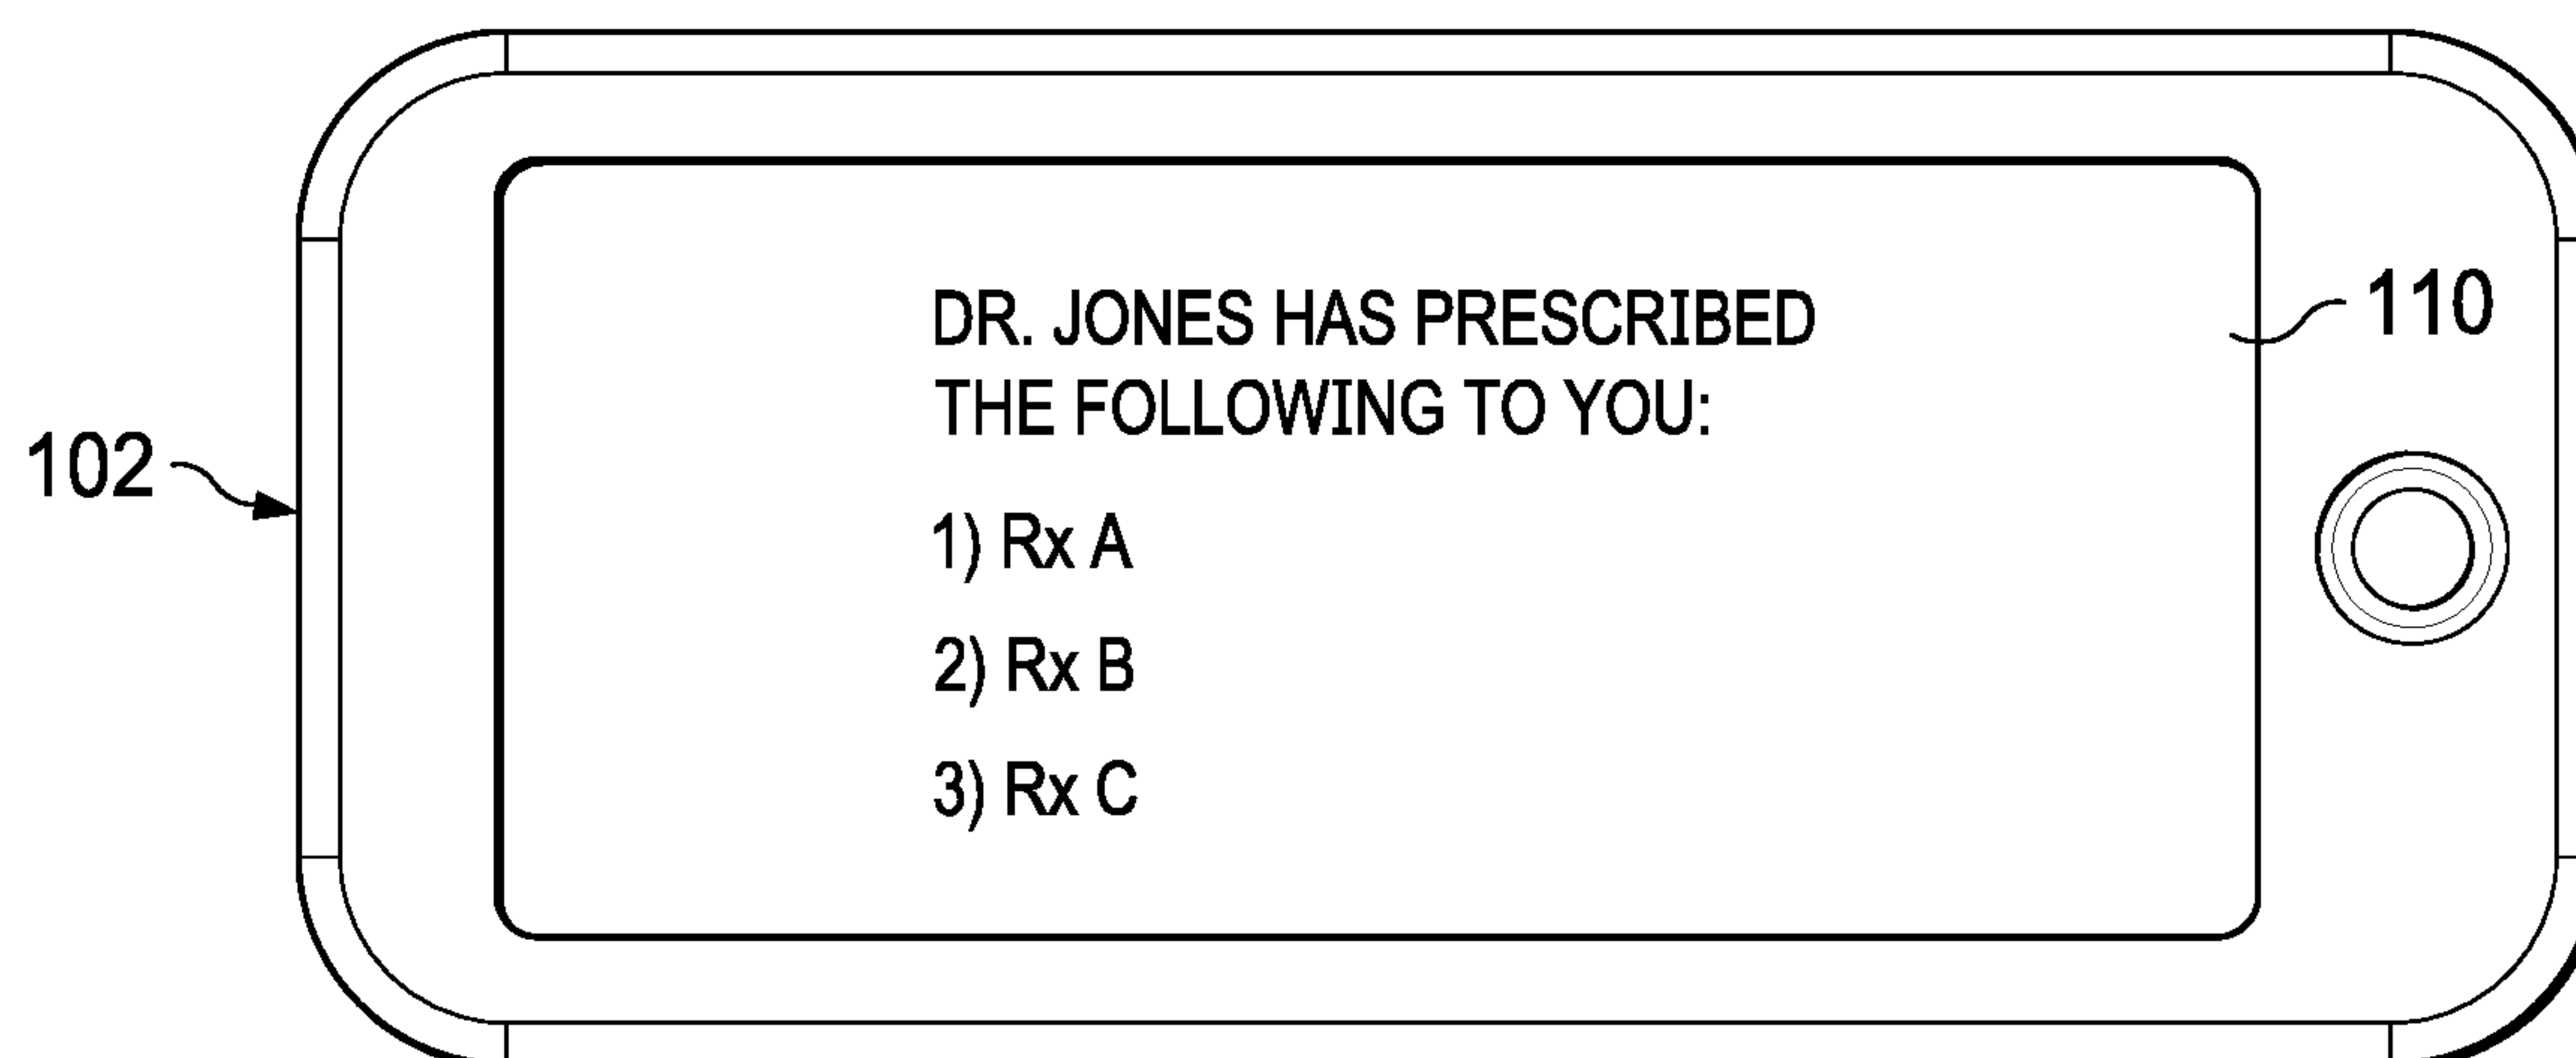 DR. JONES HAS PRESCRIBED
110
THE FOLLOWING TO YOU:
102
1) Rx A
2) Rx B
3) Rx C